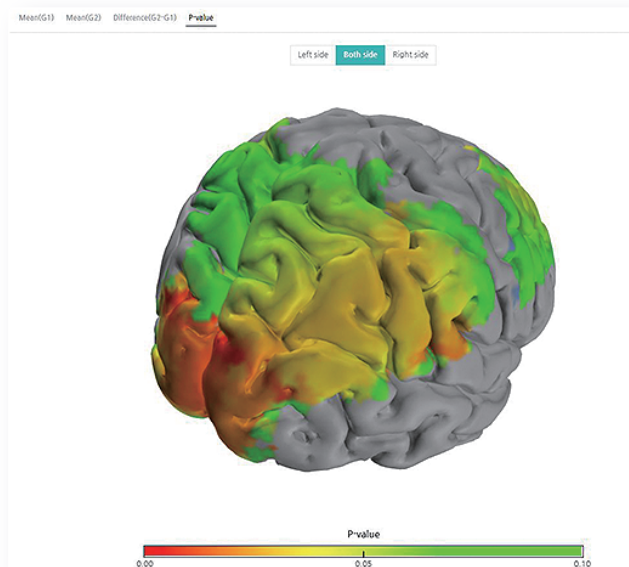 Mean(G1) Mean(G2) Difference(G2-G1) P-value
Left side Both side Right side
P-value
0.00 0.05 0.10